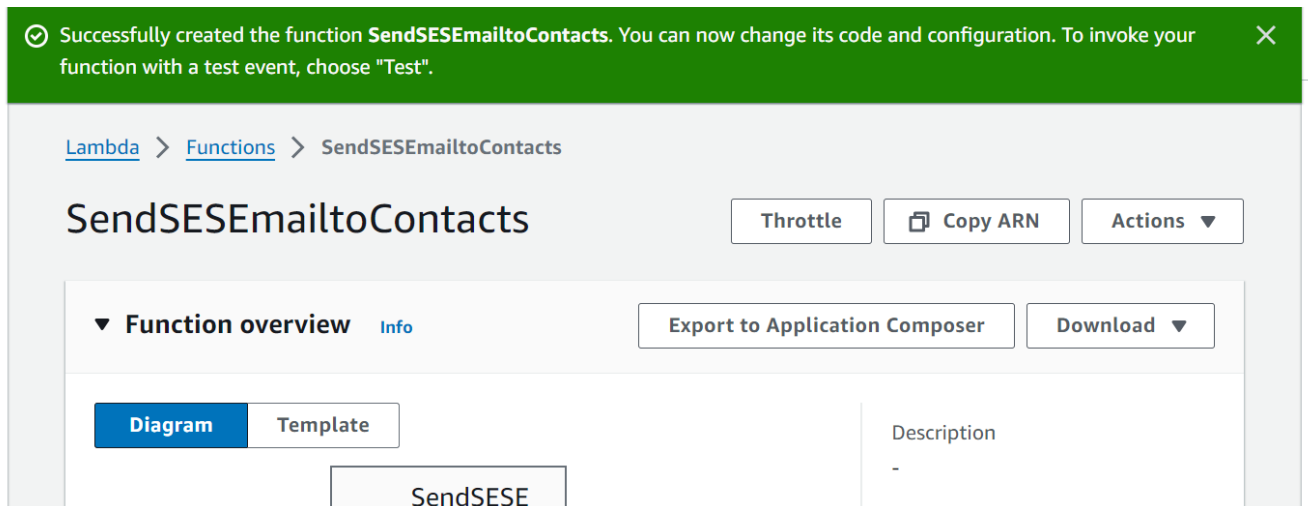 Successfully created the function SendSESEmailtoContacts. You can now change its code and configuration. To invoke your
function with a test event, choose "Test".
Lambda > Functions > SendSESEmailtoContacts
SendSESEmailtoContacts
Throttle
Copy ARN
Actions
Function overview Info
Export to Application Composer
Download
Diagram
Template
Description
-
SendSESE